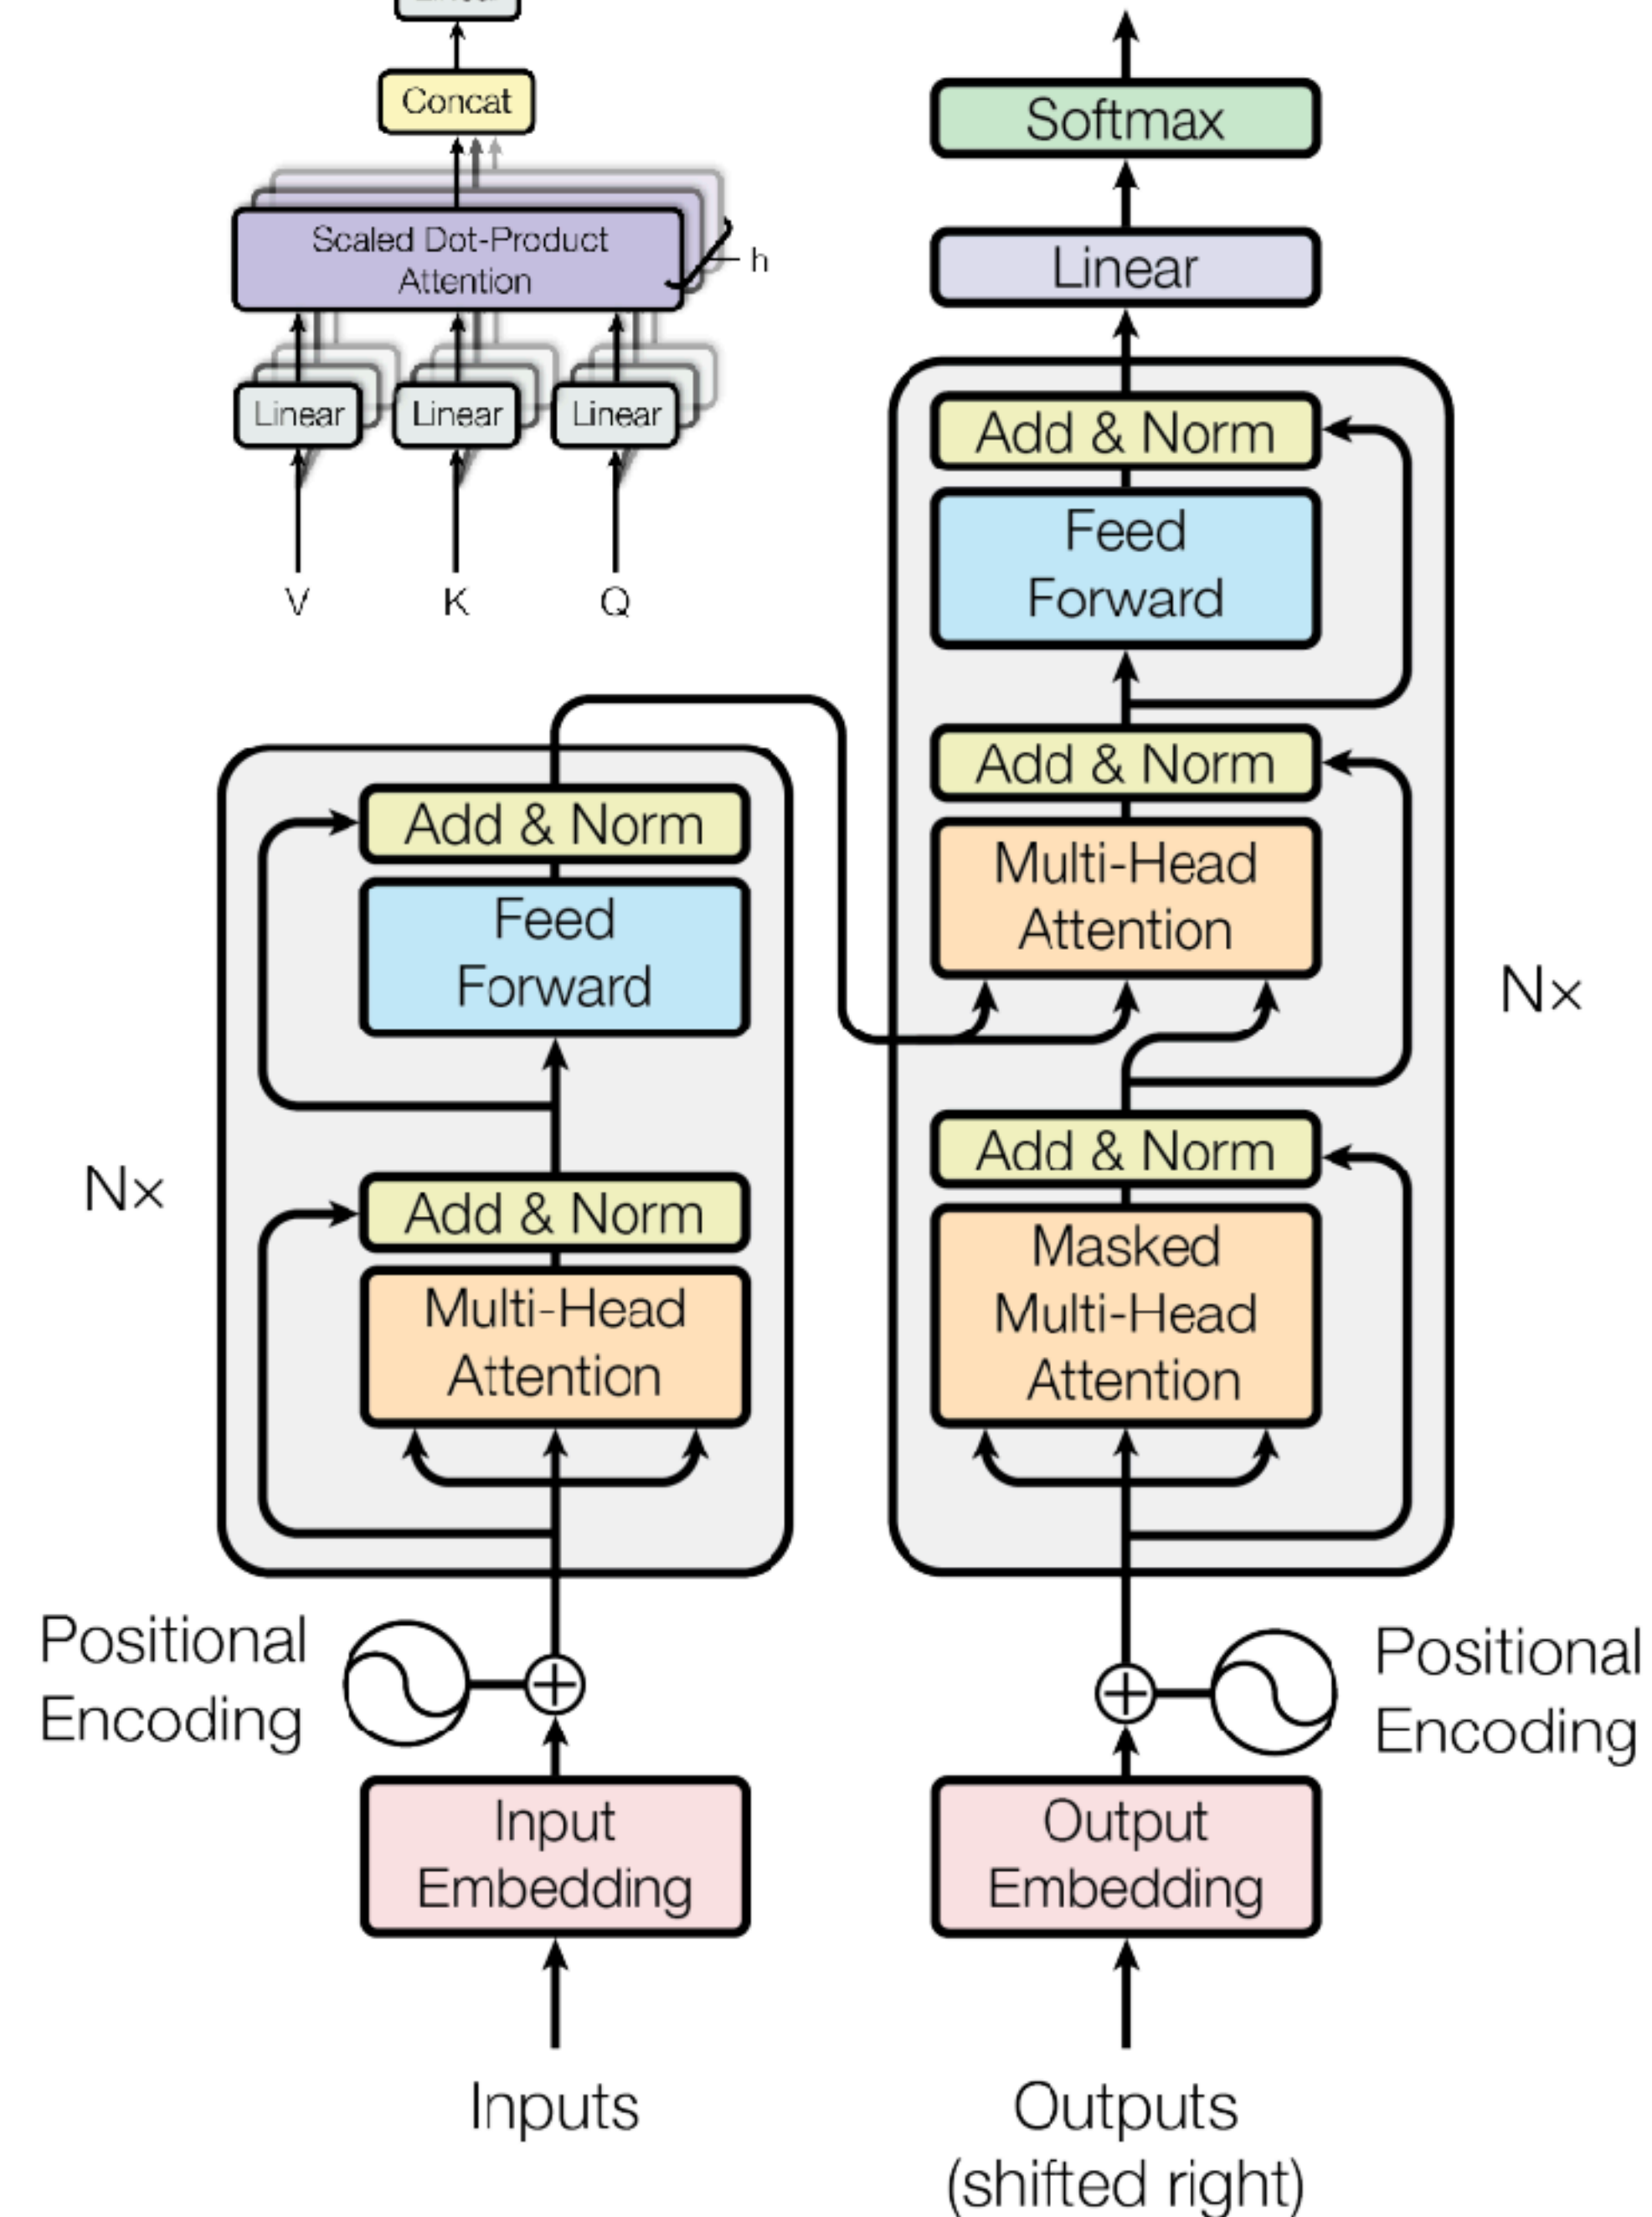 Concat
Scaled Dot-Product
Attention
h
Linear
Linear
Linear
V
K
Q
Add & Norm
Feed
Forward
Nx
Add & Norm
Multi-Head
Attention
Positional
Encoding
Input
Embedding
Inputs
Softmax
Linear
Add & Norm
Feed
Forward
Add & Norm
Multi-Head
Attention
Nx
Add & Norm
Masked
Multi-Head
Attention
Positional
Encoding
Output
Embedding
Outputs
(shifted right)